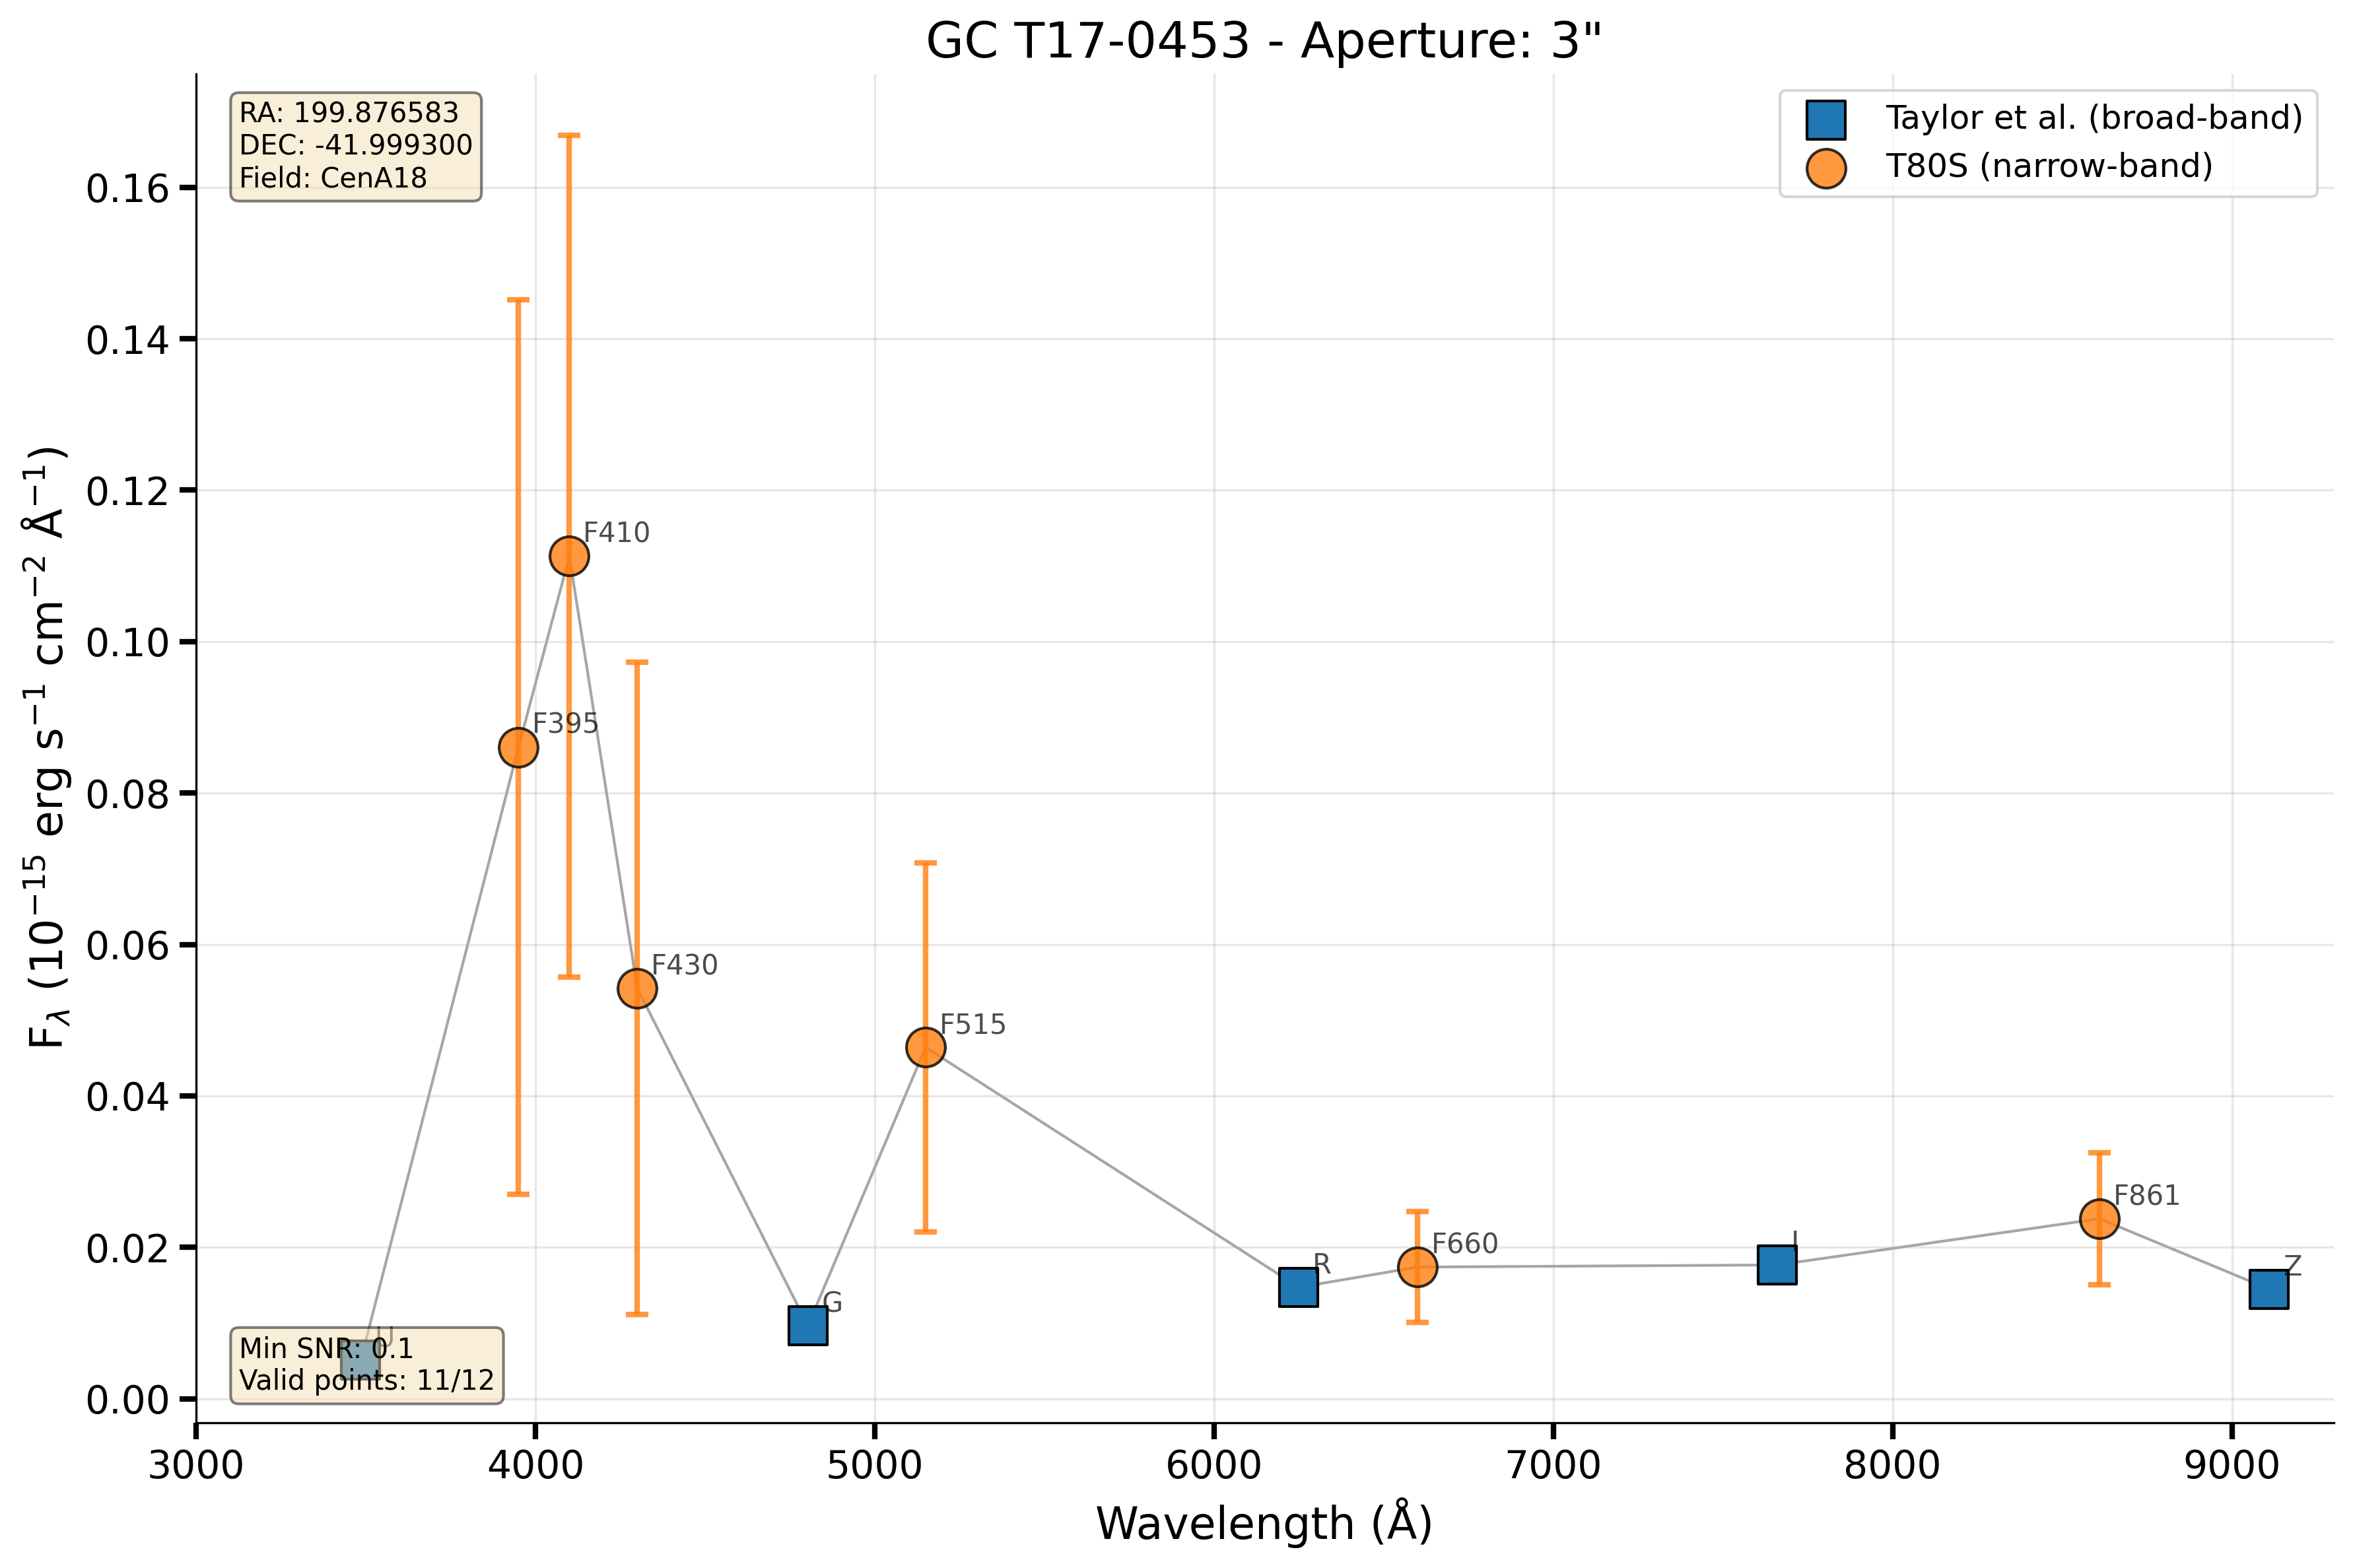 GC T17-0453 - Aperture: 3"
RA: 199.876583
DEC: -41.999300
Field: CenA18
Taylor et al. (broad-band)
T80S (narrow-band)
0.16
0.14
0.12
0.10
0.08
0.06
0.04
0.02
0.00
F_λ (10⁻¹⁵ erg s⁻¹ cm⁻² Å⁻¹)
F410
F395
F430
F515
F861
F660
I
R
Z
G
U
Min SNR: 0.1
Valid points: 11/12
3000
4000
5000
6000
7000
8000
9000
Wavelength (Å)